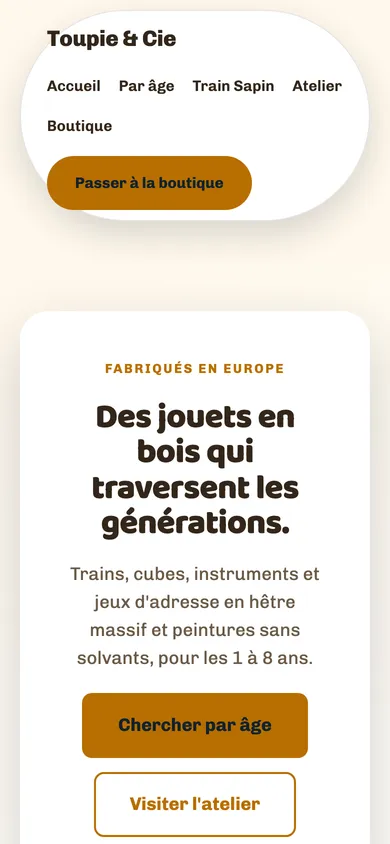 Toupie & Cie
Accueil Par âge Train Sapin Atelier
Boutique
Passer à la boutique
FABRIQUÉS EN EUROPE
Des jouets en
bois qui
traversent les
générations.
Trains, cubes, instruments et
jeux d'adresse en hêtre
massif et peintures sans
solvants, pour les 1 à 8 ans.
Chercher par âge
Visiter l'atelier